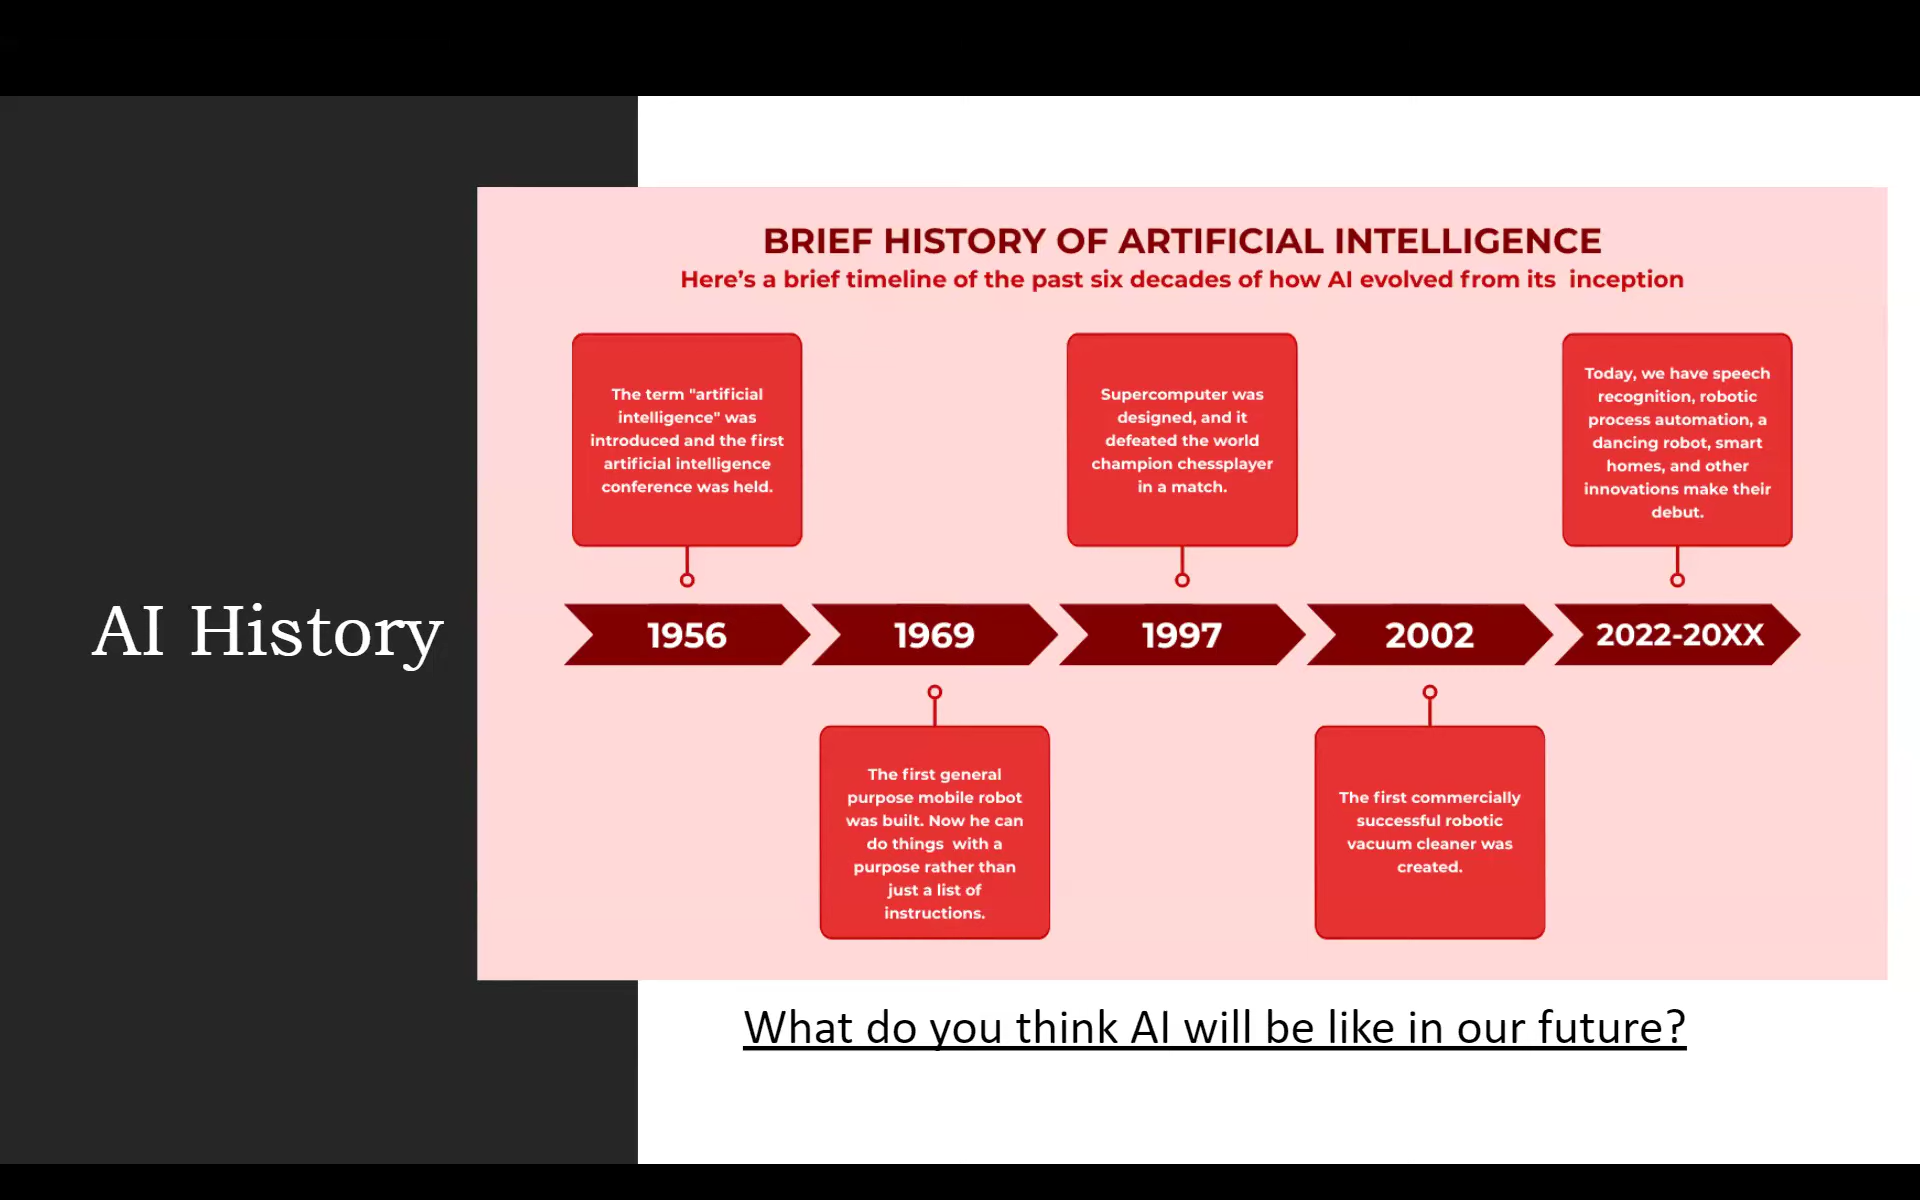 AI History
BRIEF HISTORY OF ARTIFICIAL INTELLIGENCE
Here's a brief timeline of the past six decades of how AI evolved from its  inception
The term "artificial
intelligence" was
introduced and the first
artificial intelligence
conference was held.
Supercomputer was
designed, and it
defeated the world
champion chessplayer
in a match.
Today, we have speech
recognition, robotic
process automation, a
dancing robot, smart
homes, and other
innovations make their
debut.
1956
1969
1997
2002
2022-20XX
The first general
purpose mobile robot
was built. Now he can
do things  with a
purpose rather than
just a list of
instructions.
The first commercially
successful robotic
vacuum cleaner was
created.
What do you think AI will be like in our future?